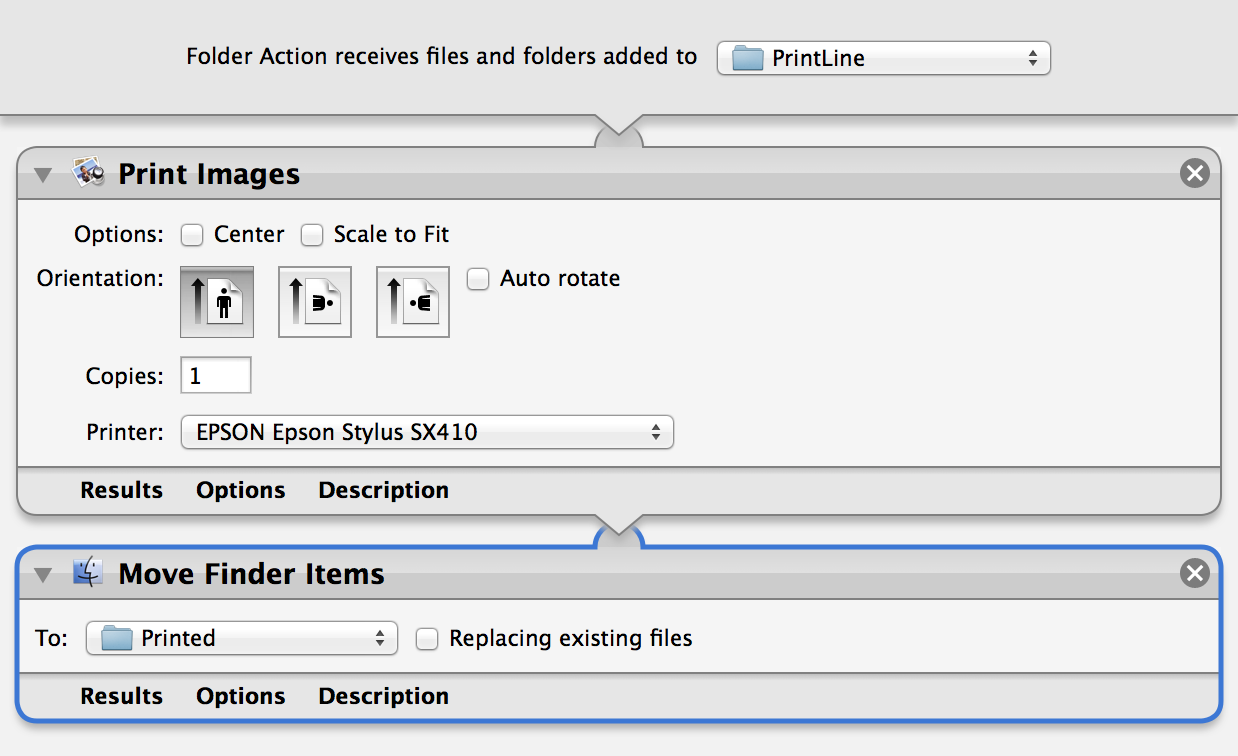 Folder Action receives files and folders added to PrintLine
Print Images
Options: Center Scale to Fit
Orientation: Auto rotate
Copies: 1
Printer: EPSON Epson Stylus SX410
Results Options Description
Move Finder Items
To: Printed Replacing existing files
Results Options Description